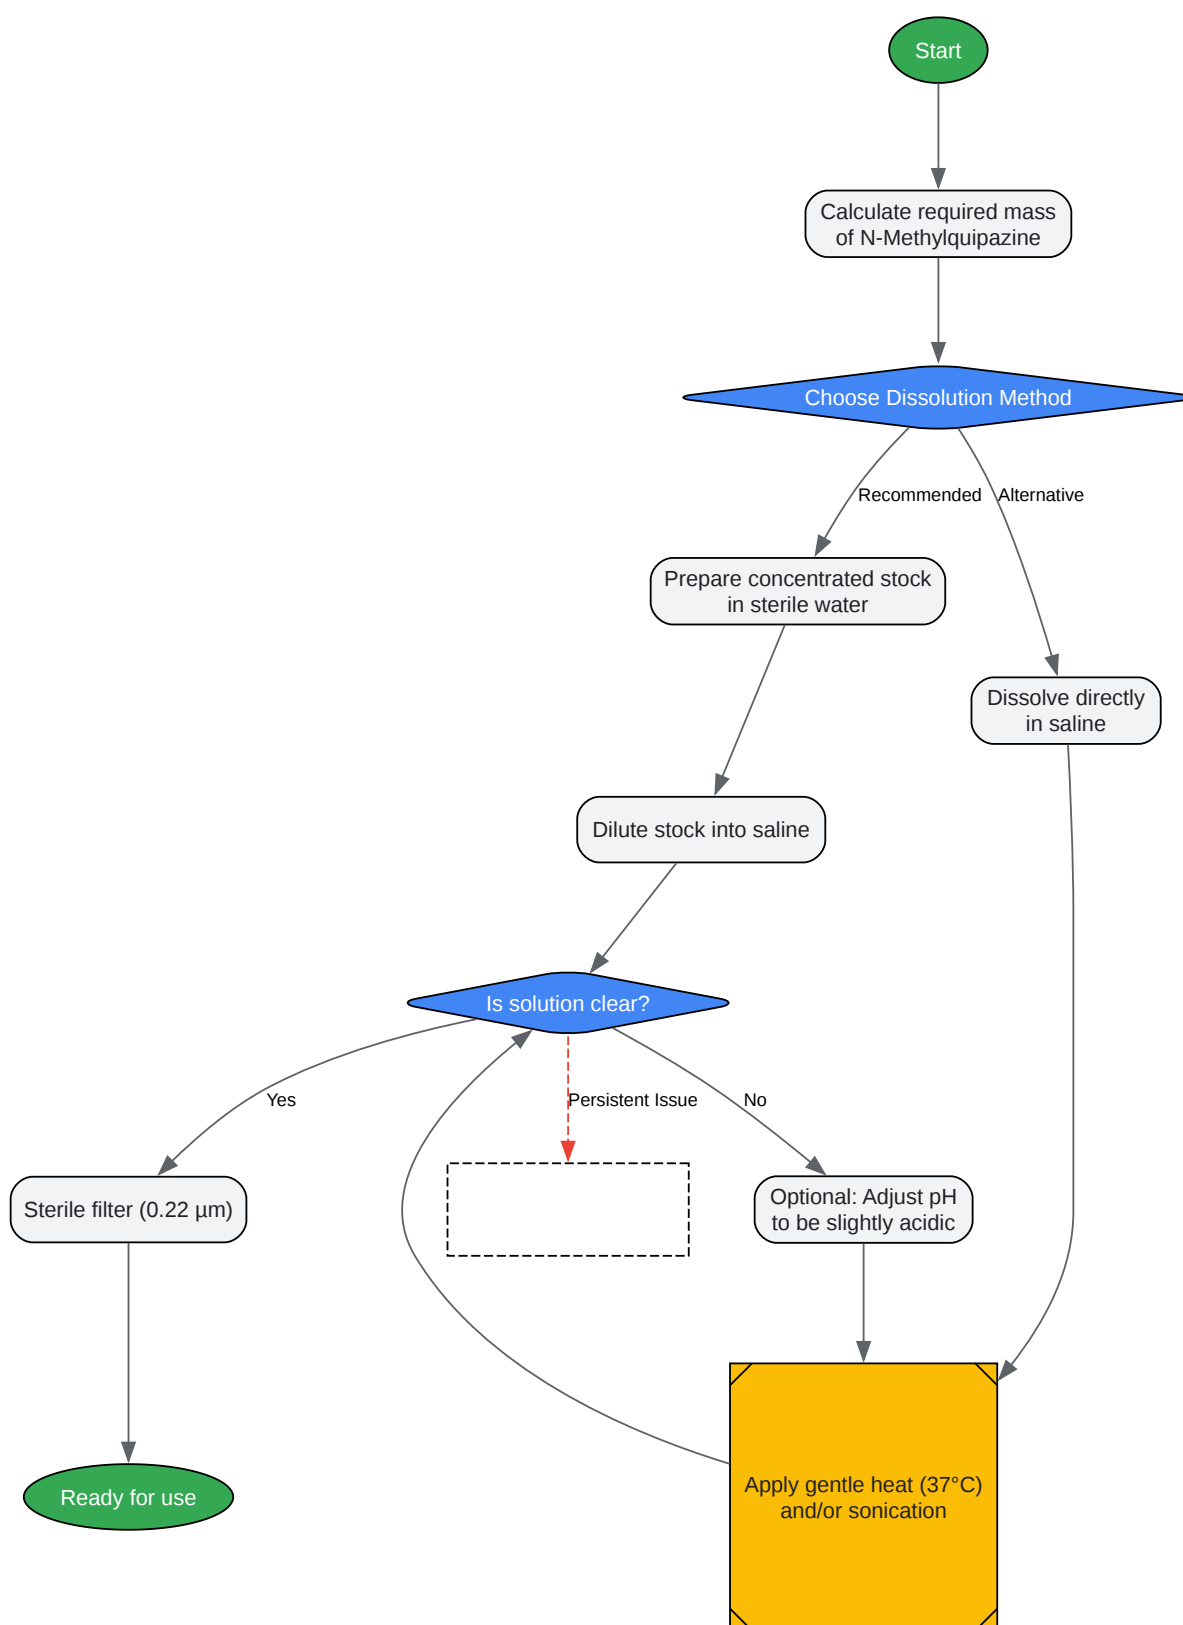 Start
Calculate required mass
of N-Methylquipazine
Choose Dissolution Method
Recommended
Alternative
Prepare concentrated stock
in sterile water
Dissolve directly
in saline
Dilute stock into saline
Is solution clear?
Yes
Persistent Issue
No
Sterile filter (0.22 µm)
Optional: Adjust pH
to be slightly acidic
Apply gentle heat (37°C)
and/or sonication
Ready for use